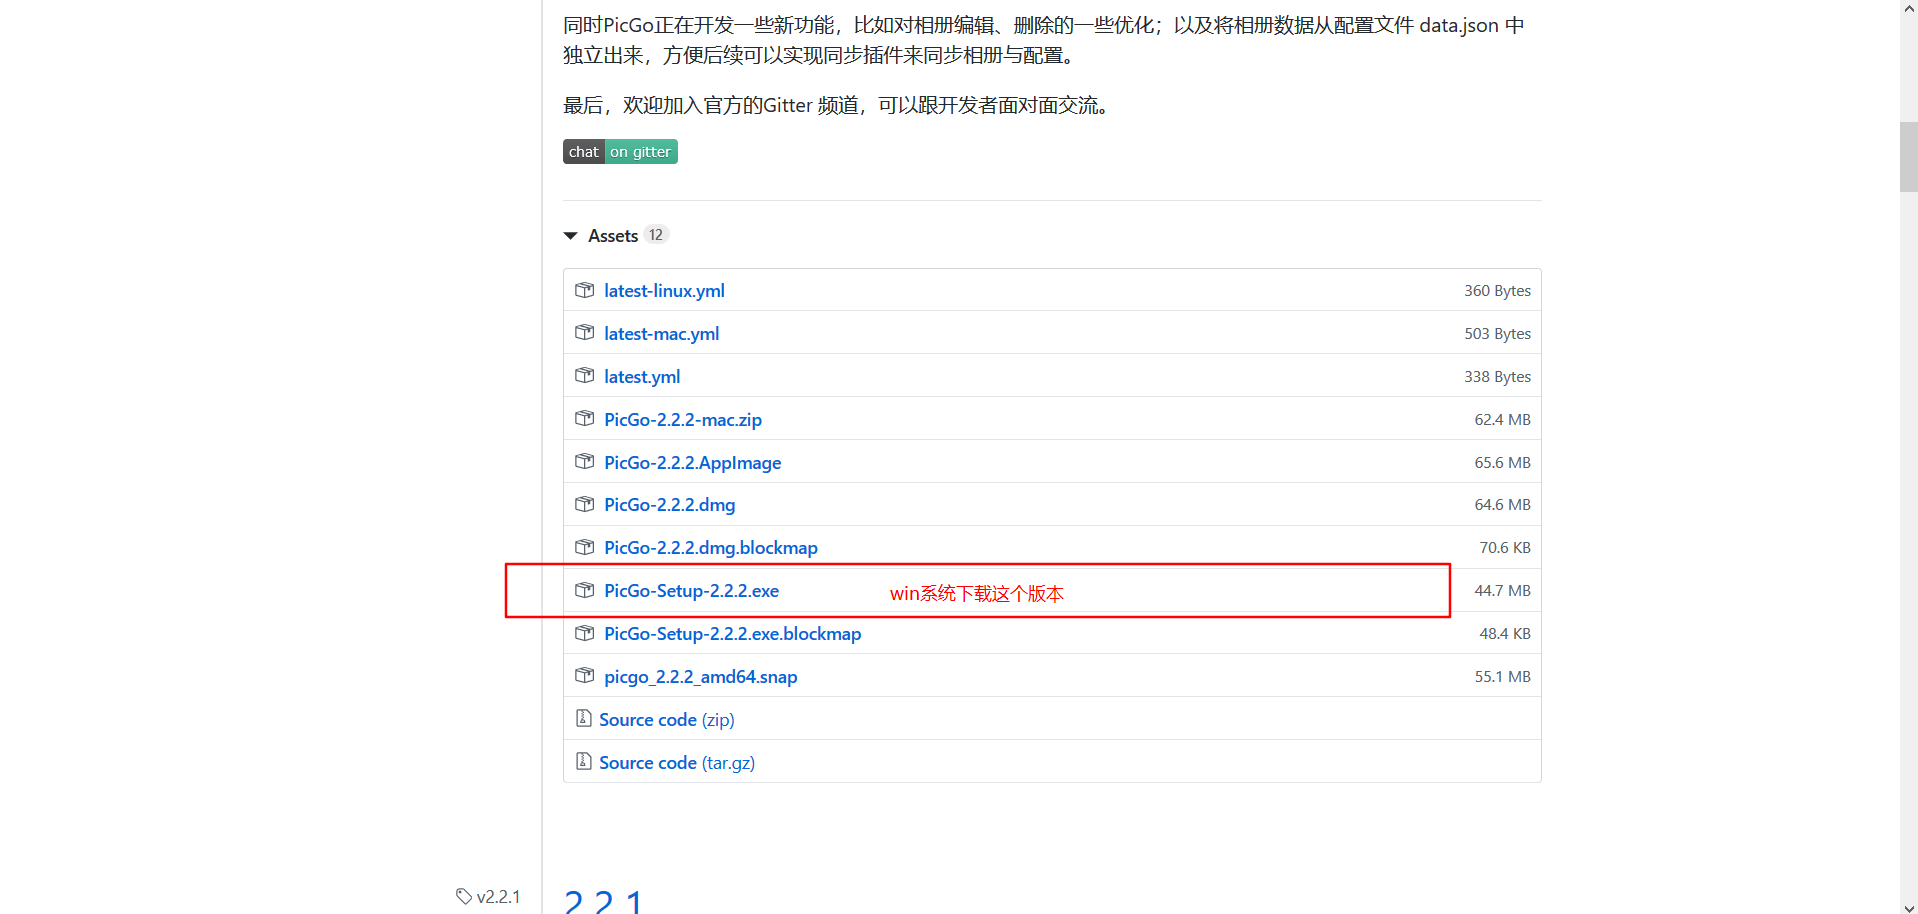 同时PicGo正在开发一些新功能，比如对相册编辑、删除的一些优化；以及将相册数据从配置文件 data.json 中
独立出来，方便后续可以实现同步插件来同步相册与配置。
最后，欢迎加入官方的Gitter 频道，可以跟开发者面对面交流。
chat on gitter
Assets 12
latest-linux.yml 360 Bytes
latest-mac.yml 503 Bytes
latest.yml 338 Bytes
PicGo-2.2.2-mac.zip 62.4 MB
PicGo-2.2.2.AppImage 65.6 MB
PicGo-2.2.2.dmg 64.6 MB
PicGo-2.2.2.dmg.blockmap 70.6 KB
PicGo-Setup-2.2.2.exe win系统下载这个版本 44.7 MB
PicGo-Setup-2.2.2.exe.blockmap 48.4 KB
picgo_2.2.2_amd64.snap 55.1 MB
Source code (zip)
Source code (tar.gz)
v2.2.1 2.2.1